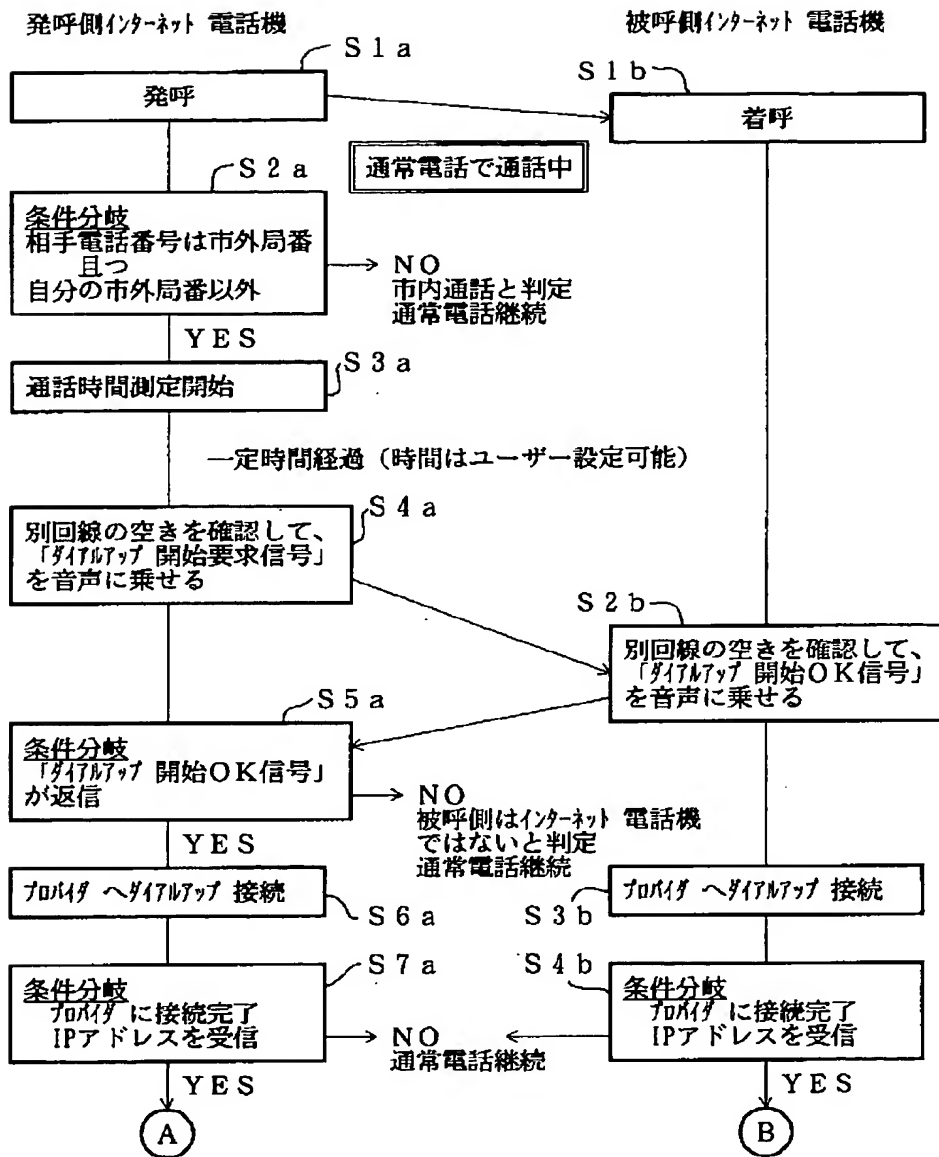 発呼側インターネット 電話機
被呼側インターネット 電話機
S1a
発呼
S1b
着呼
通常電話で通話中
S2a
条件分岐
相手電話番号は市外局番
且つ
自分の市外局番以外
NO
市内通話と判定
通常電話継続
YES
S3a
通話時間測定開始
一定時間経過（時間はユーザー設定可能）
S4a
別回線の空きを確認して、
「ダイアルアップ 開始要求信号」
を音声に乗せる
S2b
別回線の空きを確認して、
「ダイアルアップ 開始OK信号」
を音声に乗せる
S5a
条件分岐
「ダイアルアップ 開始OK信号」
が返信
NO
被呼側はインターネット 電話機
ではないと判定
通常電話継続
YES
プロバイダ へダイアルアップ 接続
S6a
プロバイダ へダイアルアップ 接続
S3b
S7a
条件分岐
プロバイダ に接続完了
IPアドレスを受信
NO
通常電話継続
S4b
条件分岐
プロバイダ に接続完了
IPアドレスを受信
YES
YES
A
B